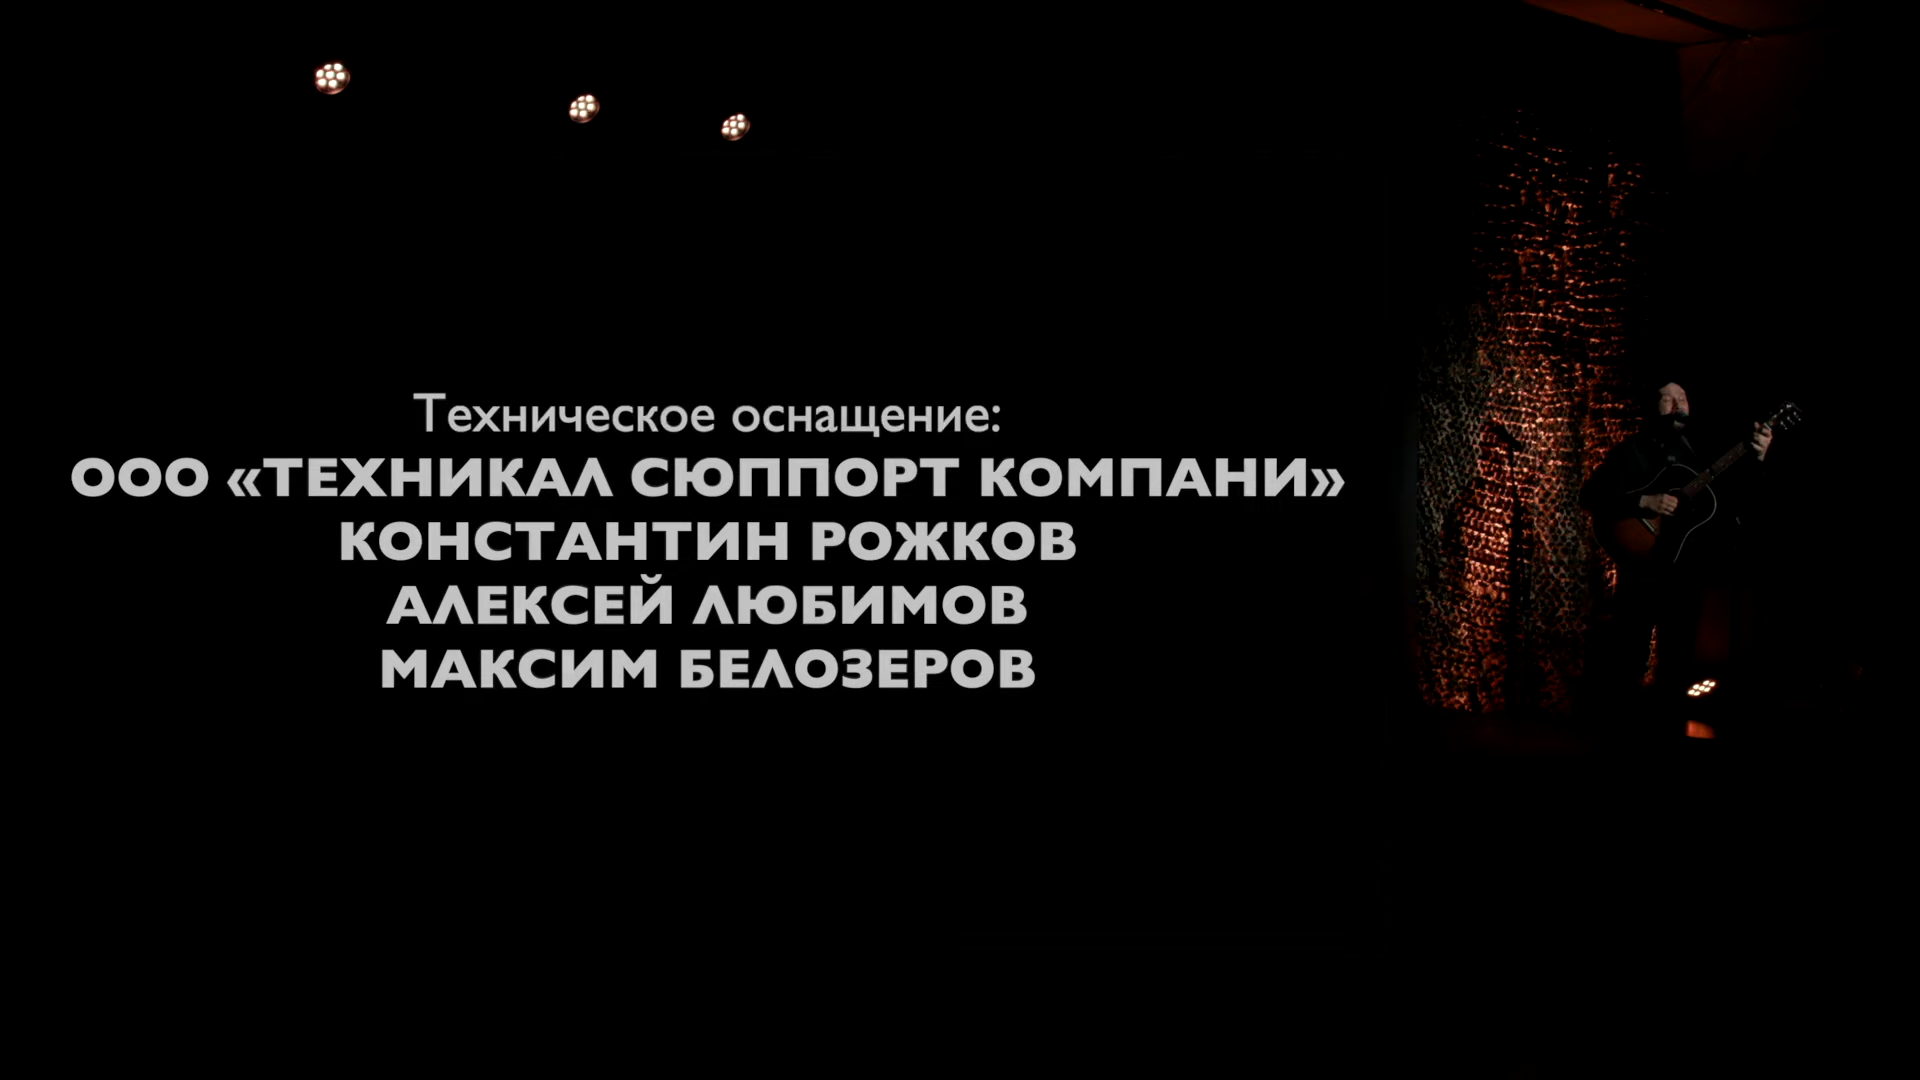 Техническое оснащение:
ООО «ТЕХНИКАЛ СЮППОРТ КОМПАНИ»
КОНСТАНТИН РОЖКОВ
АЛЕКСЕЙ ЛЮБИМОВ
МАКСИМ БЕЛОЗЕРОВ